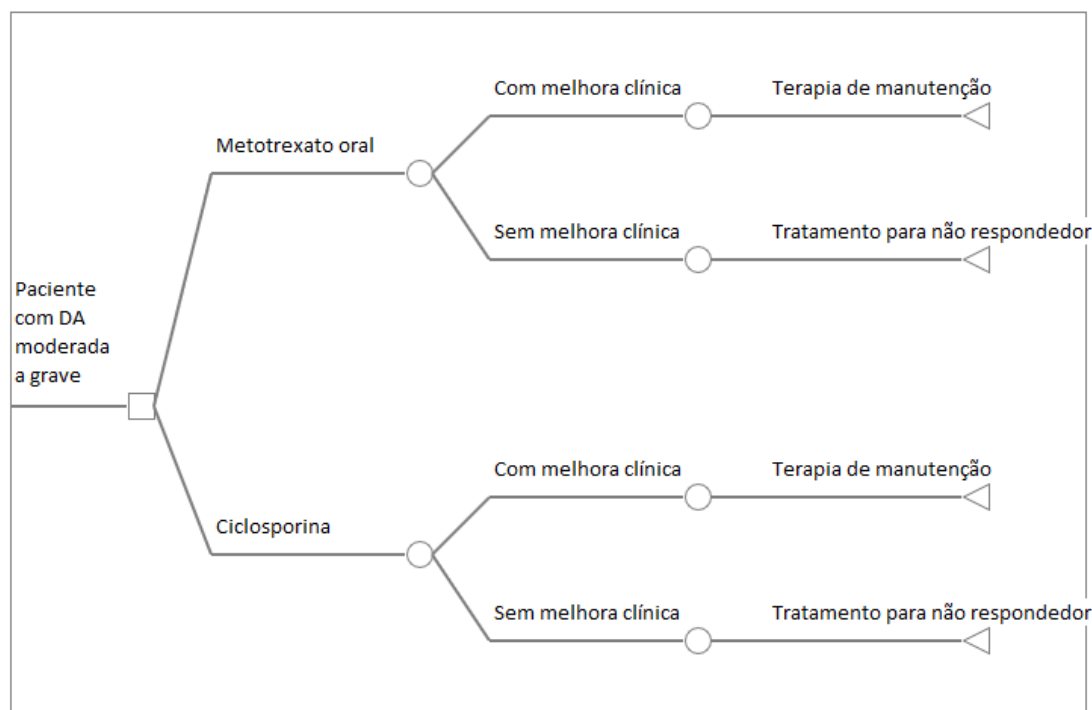 Com melhora clínica
Terapia de manutenção
Metotrexato oral
Sem melhora clínica
Tratamento para não respondedor
Paciente
com DA
moderada
a grave
Com melhora clínica
Terapia de manutenção
Ciclosporina
Sem melhora clínica
Tratamento para não respondedor